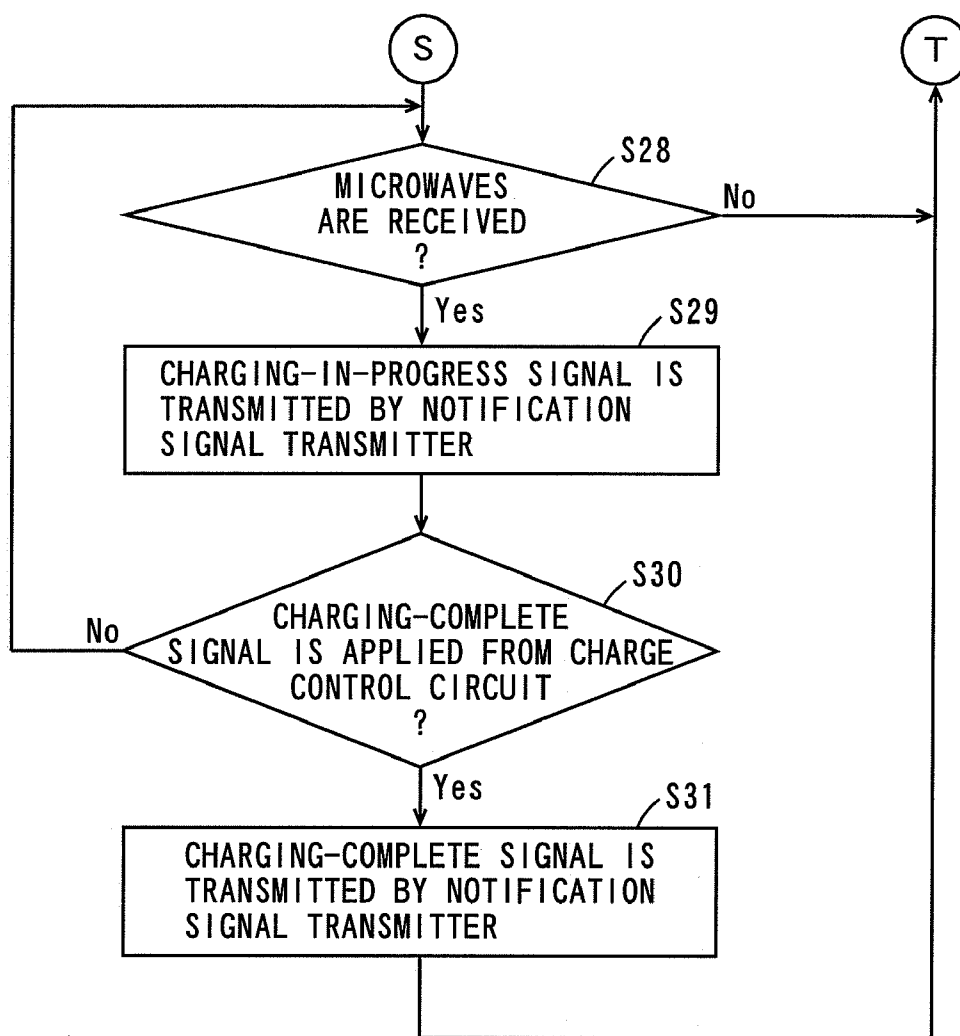 S
T
S28
MICROWAVES
ARE RECEIVED
?
No
Yes
S29
CHARGING-IN-PROGRESS SIGNAL IS
TRANSMITTED BY NOTIFICATION
SIGNAL TRANSMITTER
S30
CHARGING-COMPLETE
SIGNAL IS APPLIED FROM CHARGE
CONTROL CIRCUIT
?
No
Yes
S31
CHARGING-COMPLETE SIGNAL IS
TRANSMITTED BY NOTIFICATION
SIGNAL TRANSMITTER